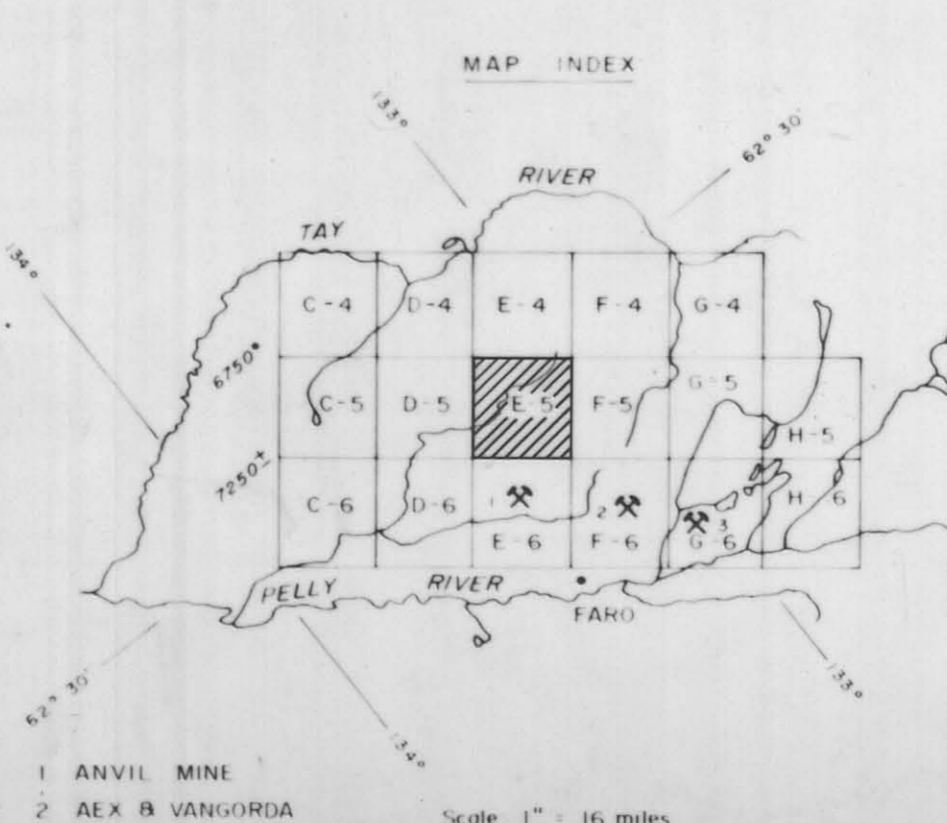 MAP INDEX
133°
62° 30'
RIVER
TAY
134°
C-4 D-4 E-4 F-4 G-4
6750°
C-5 D-5 E-5 F-5 G-5
H-5
7250±
C-6 D-6 1 2 3 H-6
E-6 F-6 G-6
PELLY RIVER
FARO
62° 30'
134°
133°
1 ANVIL MINE
2 AEX & VANGORDA
Scale 1" = 16 miles